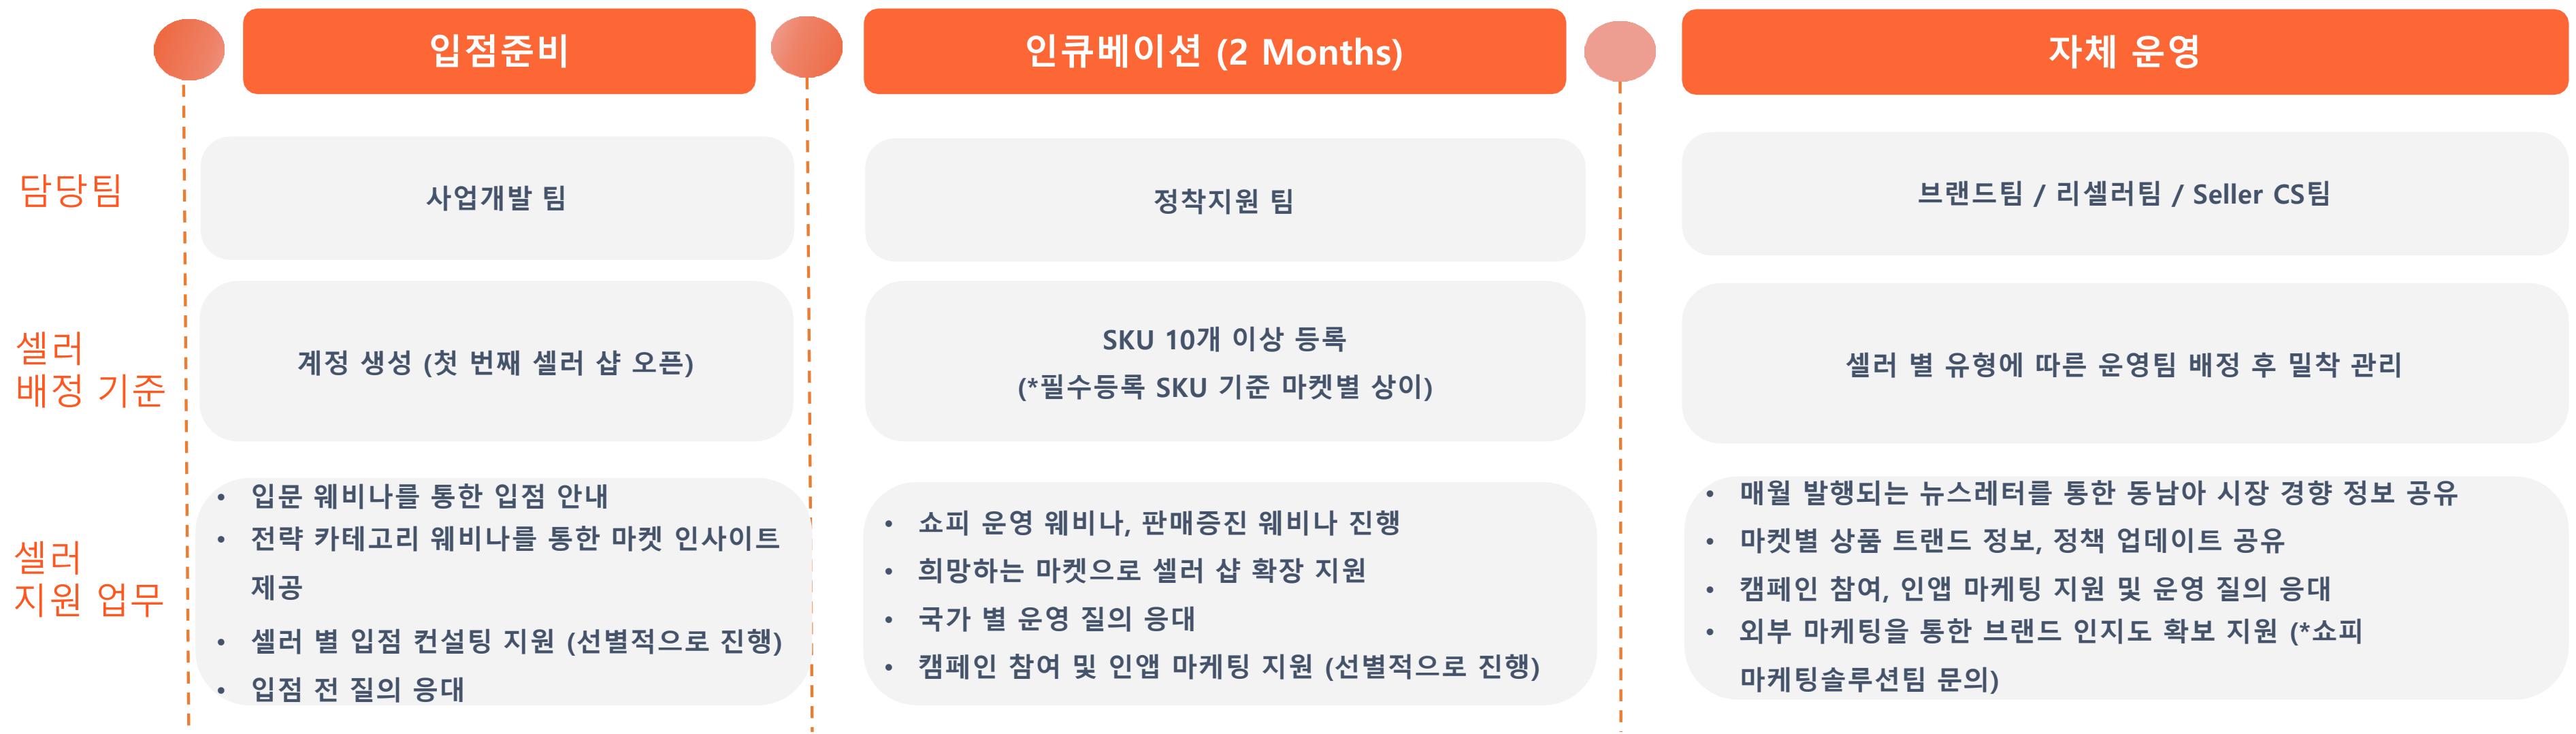 입점준비
인큐베이션 (2 Months)
자체 운영
담당팀
사업개발 팀
정착지원 팀
브랜드팀 / 리셀러팀 / Seller CS팀
셀러
배정 기준
계정 생성 (첫 번째 셀러 샵 오픈)
SKU 10개 이상 등록
(*필수등록 SKU 기준 마켓별 상이)
셀러 별 유형에 따른 운영팀 배정 후 밀착 관리
셀러
지원 업무
• 입문 웨비나를 통한 입점 안내
• 전략 카테고리 웨비나를 통한 마켓 인사이트
제공
• 셀러 별 입점 컨설팅 지원 (선별적으로 진행)
• 입점 전 질의 응대
• 쇼피 운영 웨비나, 판매증진 웨비나 진행
• 희망하는 마켓으로 셀러 샵 확장 지원
• 국가 별 운영 질의 응대
• 캠페인 참여 및 인앱 마케팅 지원 (선별적으로 진행)
• 매월 발행되는 뉴스레터를 통한 동남아 시장 경향 정보 공유
• 마켓별 상품 트랜드 정보, 정책 업데이트 공유
• 캠페인 참여, 인앱 마케팅 지원 및 운영 질의 응대
• 외부 마케팅을 통한 브랜드 인지도 확보 지원 (*쇼피
마케팅솔루션팀 문의)